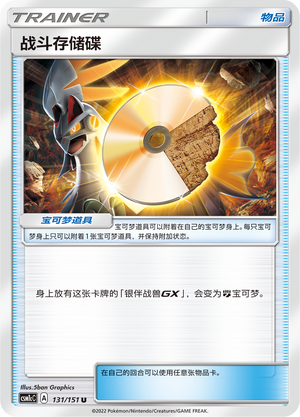 TRAINER
物品
战斗存储碟
宝可梦道具
宝可梦道具可以附着在自己的宝可梦身上。每只宝可
梦身上只可以附着1张宝可梦道具，并保持附加状态。
身上放有这张卡牌的「银伴战兽GX」，会变为宝可梦。
在自己的回合可以使用任意张物品卡。
Illus.5ban Graphics
A
131/151 U
©2022 Pokémon/Nintendo/Creatures/GAME FREAK.